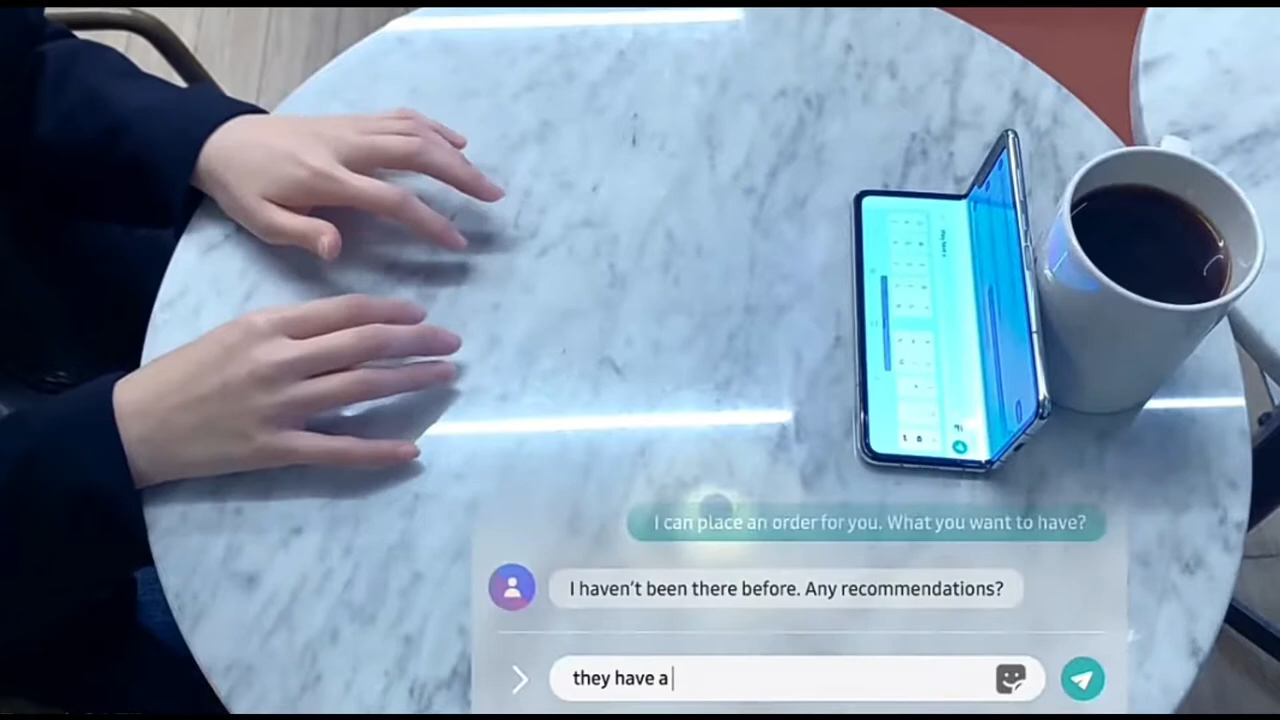 I can place an order for you. What you want to have?
I haven't been there before. Any recommendations?
they have a